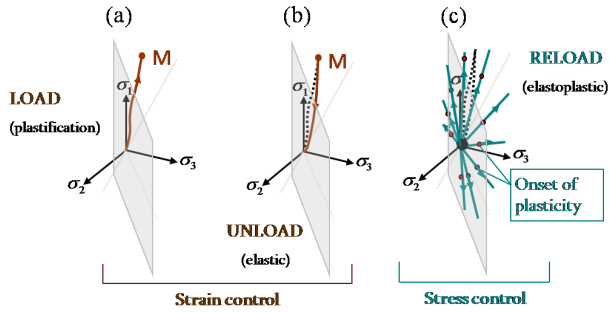 (a)
(b)
(c)
M
M
RELOAD
(elastoplastic)
LOAD
(plastification)
σ1
σ1
σ
σ3
σ3
σ3
σ2
σ2
σ2
Onset of
plasticity
UNLOAD
(elastic)
Strain control
Stress control